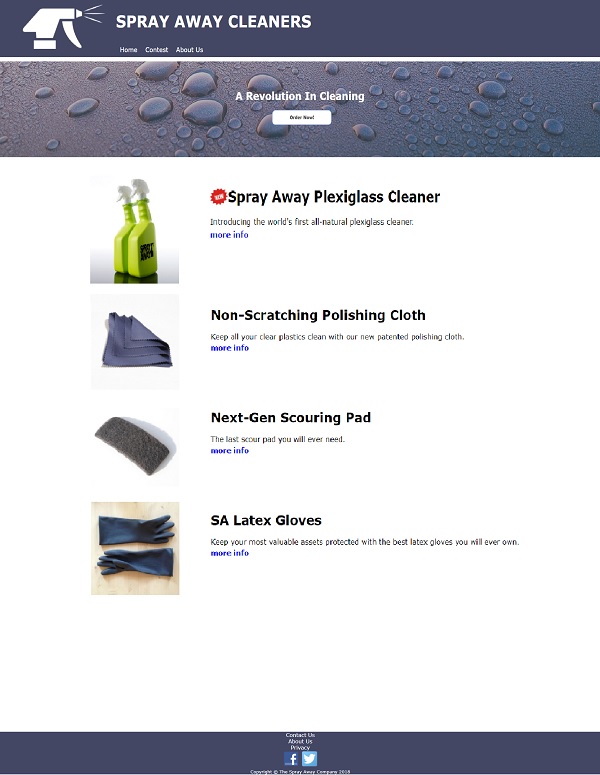 SPRAY AWAY CLEANERS
Home Contest About Us
A Revolution In Cleaning
Order Now!
NEW
Spray Away Plexiglass Cleaner
Introducing the world's first all-natural plexiglass cleaner.
more info
SPRAY
AWAY
Non-Scratching Polishing Cloth
Keep all your clear plastics clean with our new patented polishing cloth.
more info
Next-Gen Scouring Pad
The last scour pad you will ever need.
more info
SA Latex Gloves
Keep your most valuable assets protected with the best latex gloves you will ever own.
more info
Contact Us
About Us
Privacy
Copyright © The Spray Away Company 2018